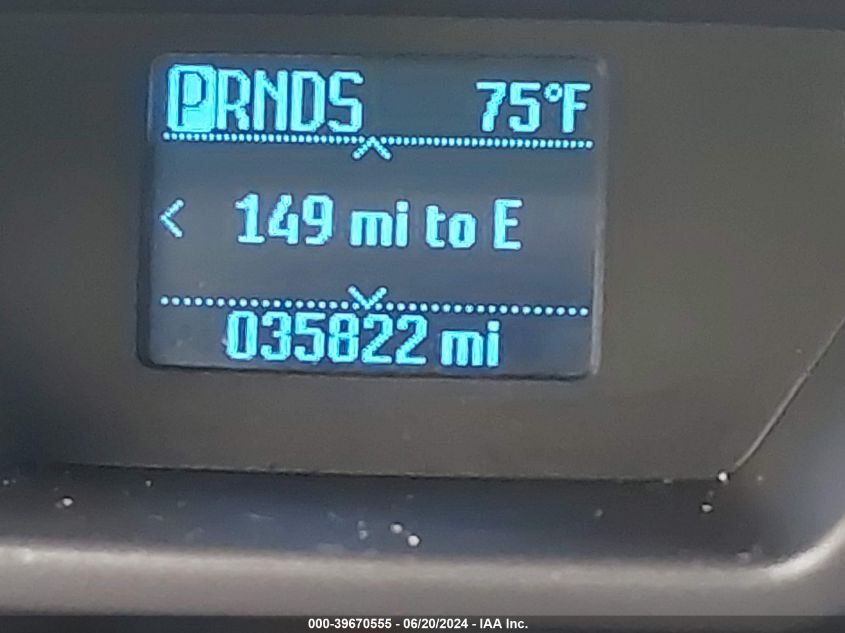 PRNDS 75°F
149 mi to E
035822 mi
000-39670555 - 06/20/2024 - IAA Inc.